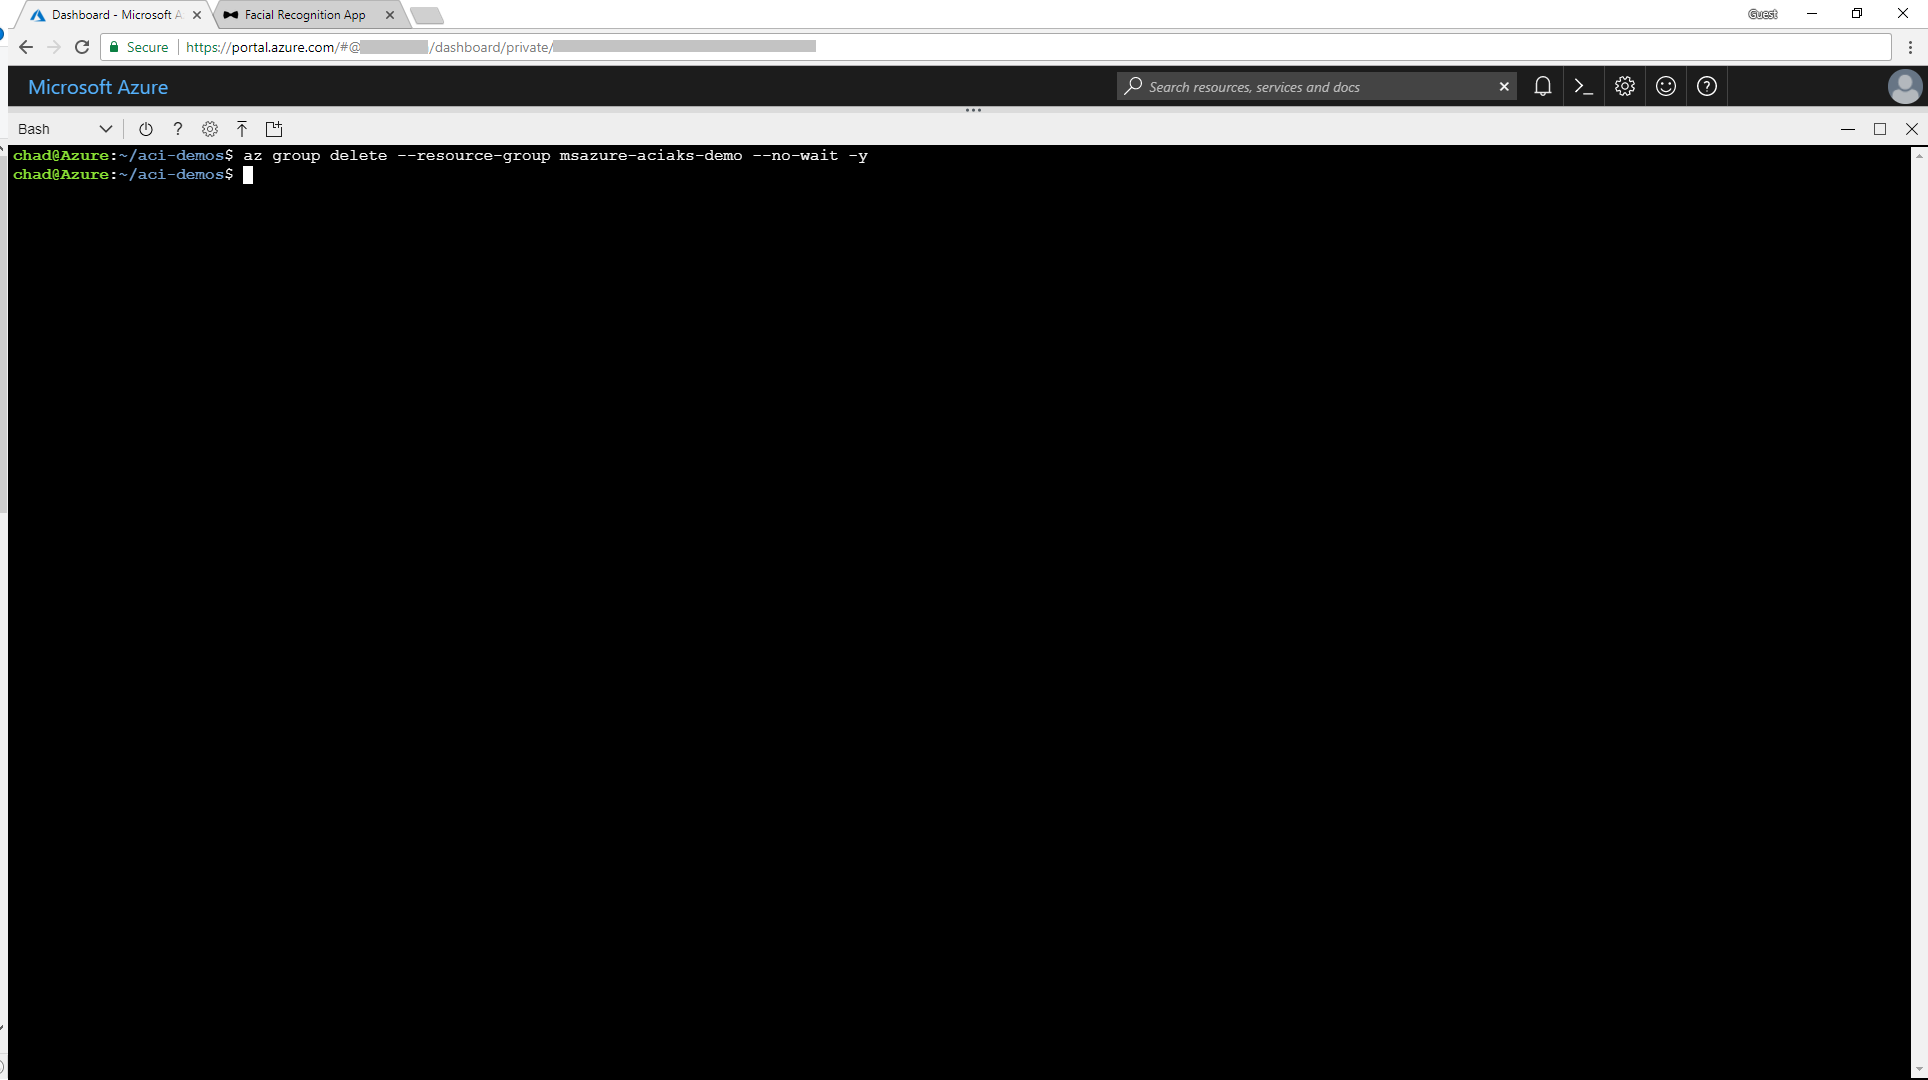 Dashboard - Microsoft A
Facial Recognition App
Guest
Secure
https://portal.azure.com/#@
/dashboard/private/
Microsoft Azure
Search resources, services and docs
Bash
chad@Azure:~/aci-demos$ az group delete --resource-group msazure-aciaks-demo --no-wait -y
chad@Azure:~/aci-demos$